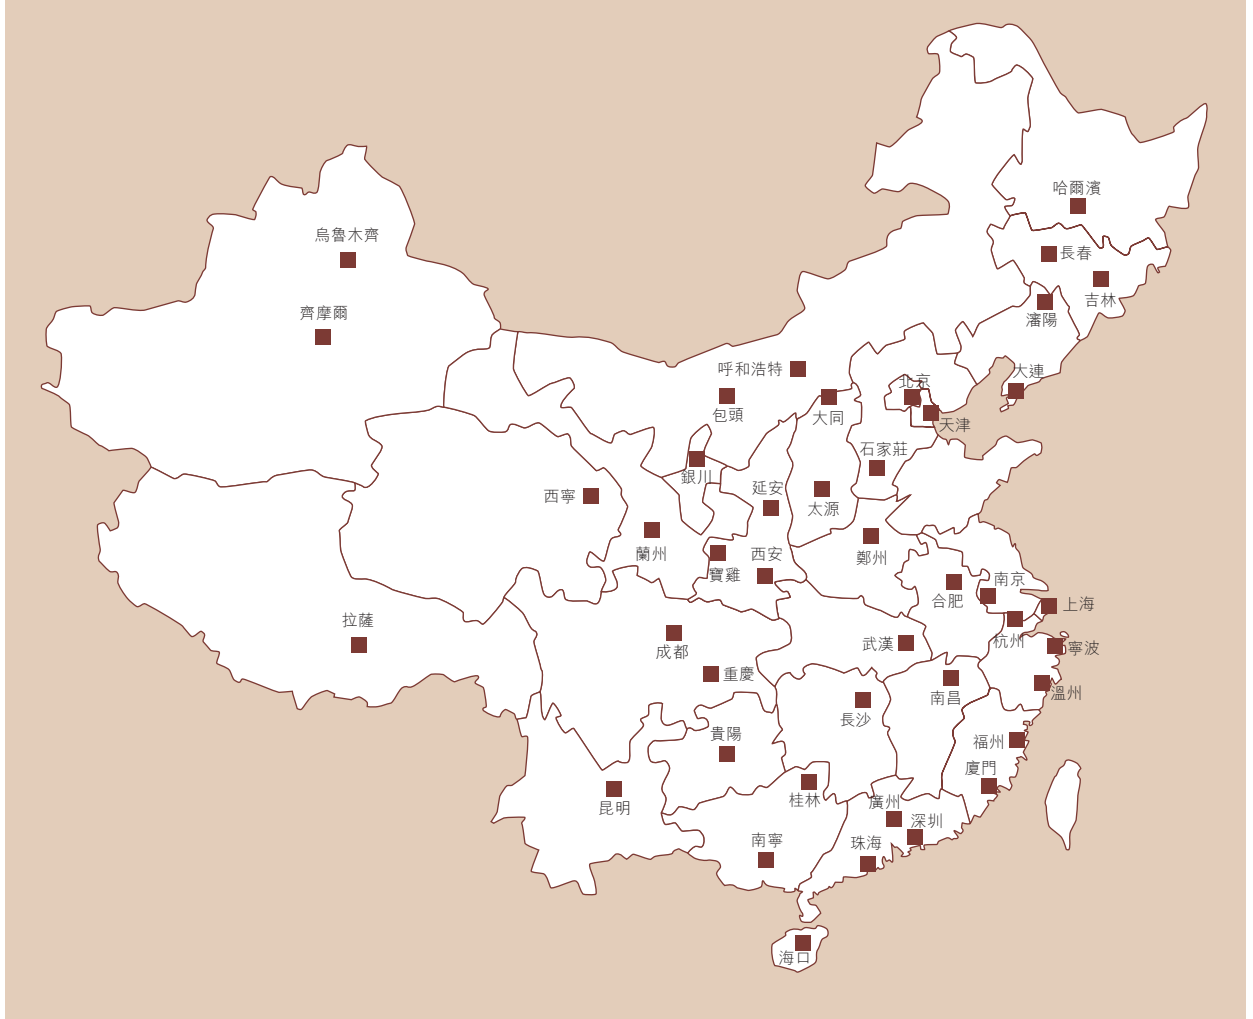 哈爾濱
烏魯木齊
長春
吉林
齊摩爾
瀋陽
呼和浩特
大連
北京
包頭
大同
天津
石家莊
銀川
延安
西寧
太源
蘭州
寶雞
西安
鄭州
南京
合肥
上海
拉薩
成都
武漢
杭州
寧波
重慶
南昌
溫州
長沙
貴陽
福州
廈門
昆明
桂林
廣州
深圳
南寧
珠海
海口